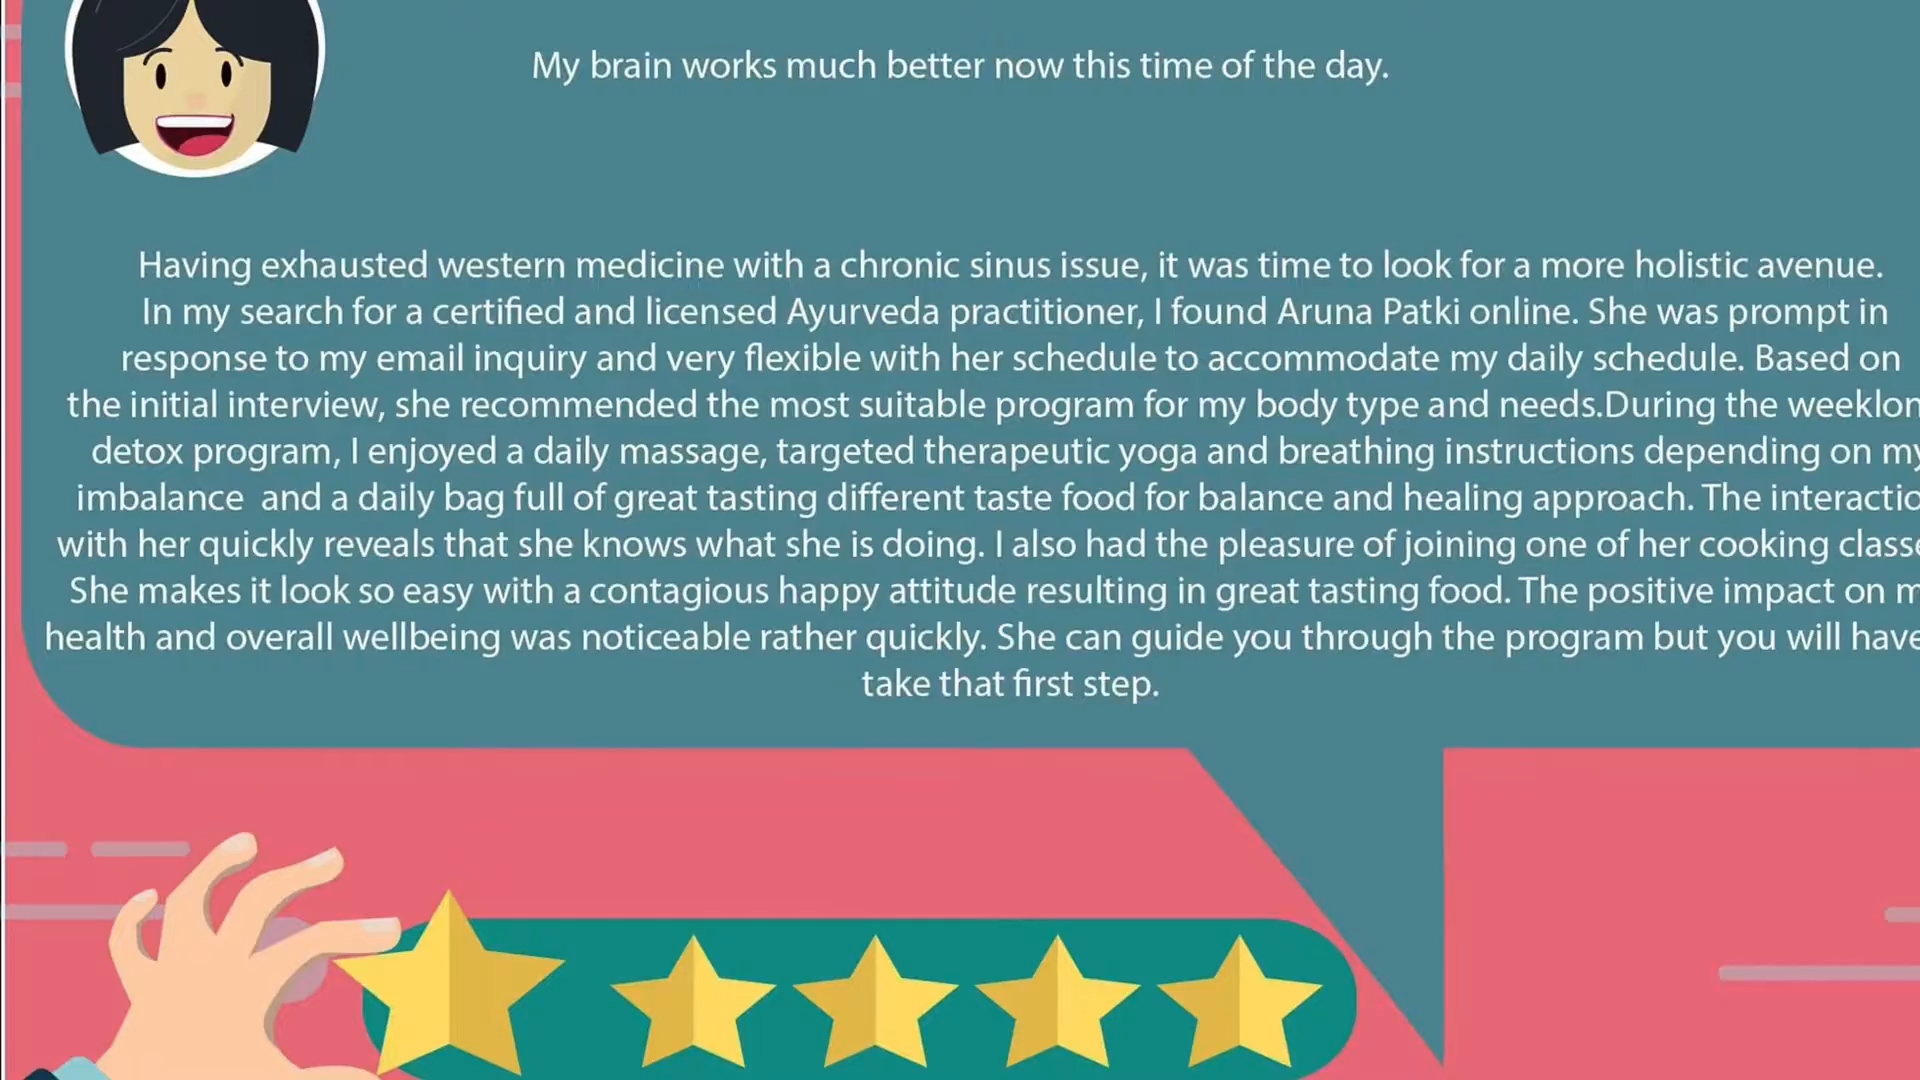 My brain works much better now this time of the day.
Having exhausted western medicine with a chronic sinus issue, it was time to look for a more holistic avenue.
In my search for a certified and licensed Ayurveda practitioner, I found Aruna Patki online. She was prompt in
response to my email inquiry and very flexible with her schedule to accommodate my daily schedule. Based on
the initial interview, she recommended the most suitable program for my body type and needs.During the weeklon
detox program, I enjoyed a daily massage, targeted therapeutic yoga and breathing instructions depending on my
imbalance  and a daily bag full of great tasting different taste food for balance and healing approach. The interactio
with her quickly reveals that she knows what she is doing. I also had the pleasure of joining one of her cooking classe
She makes it look so easy with a contagious happy attitude resulting in great tasting food. The positive impact on m
health and overall wellbeing was noticeable rather quickly. She can guide you through the program but you will have
take that first step.